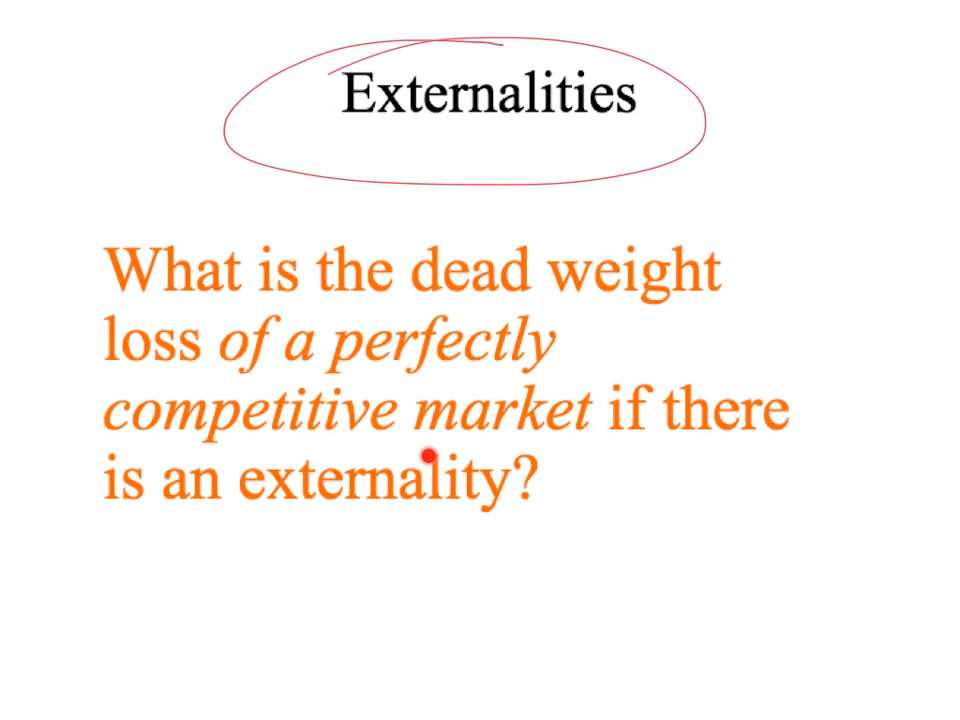 Externalities
What is the dead weight
loss of a perfectly
competitive market if there
is an externality?